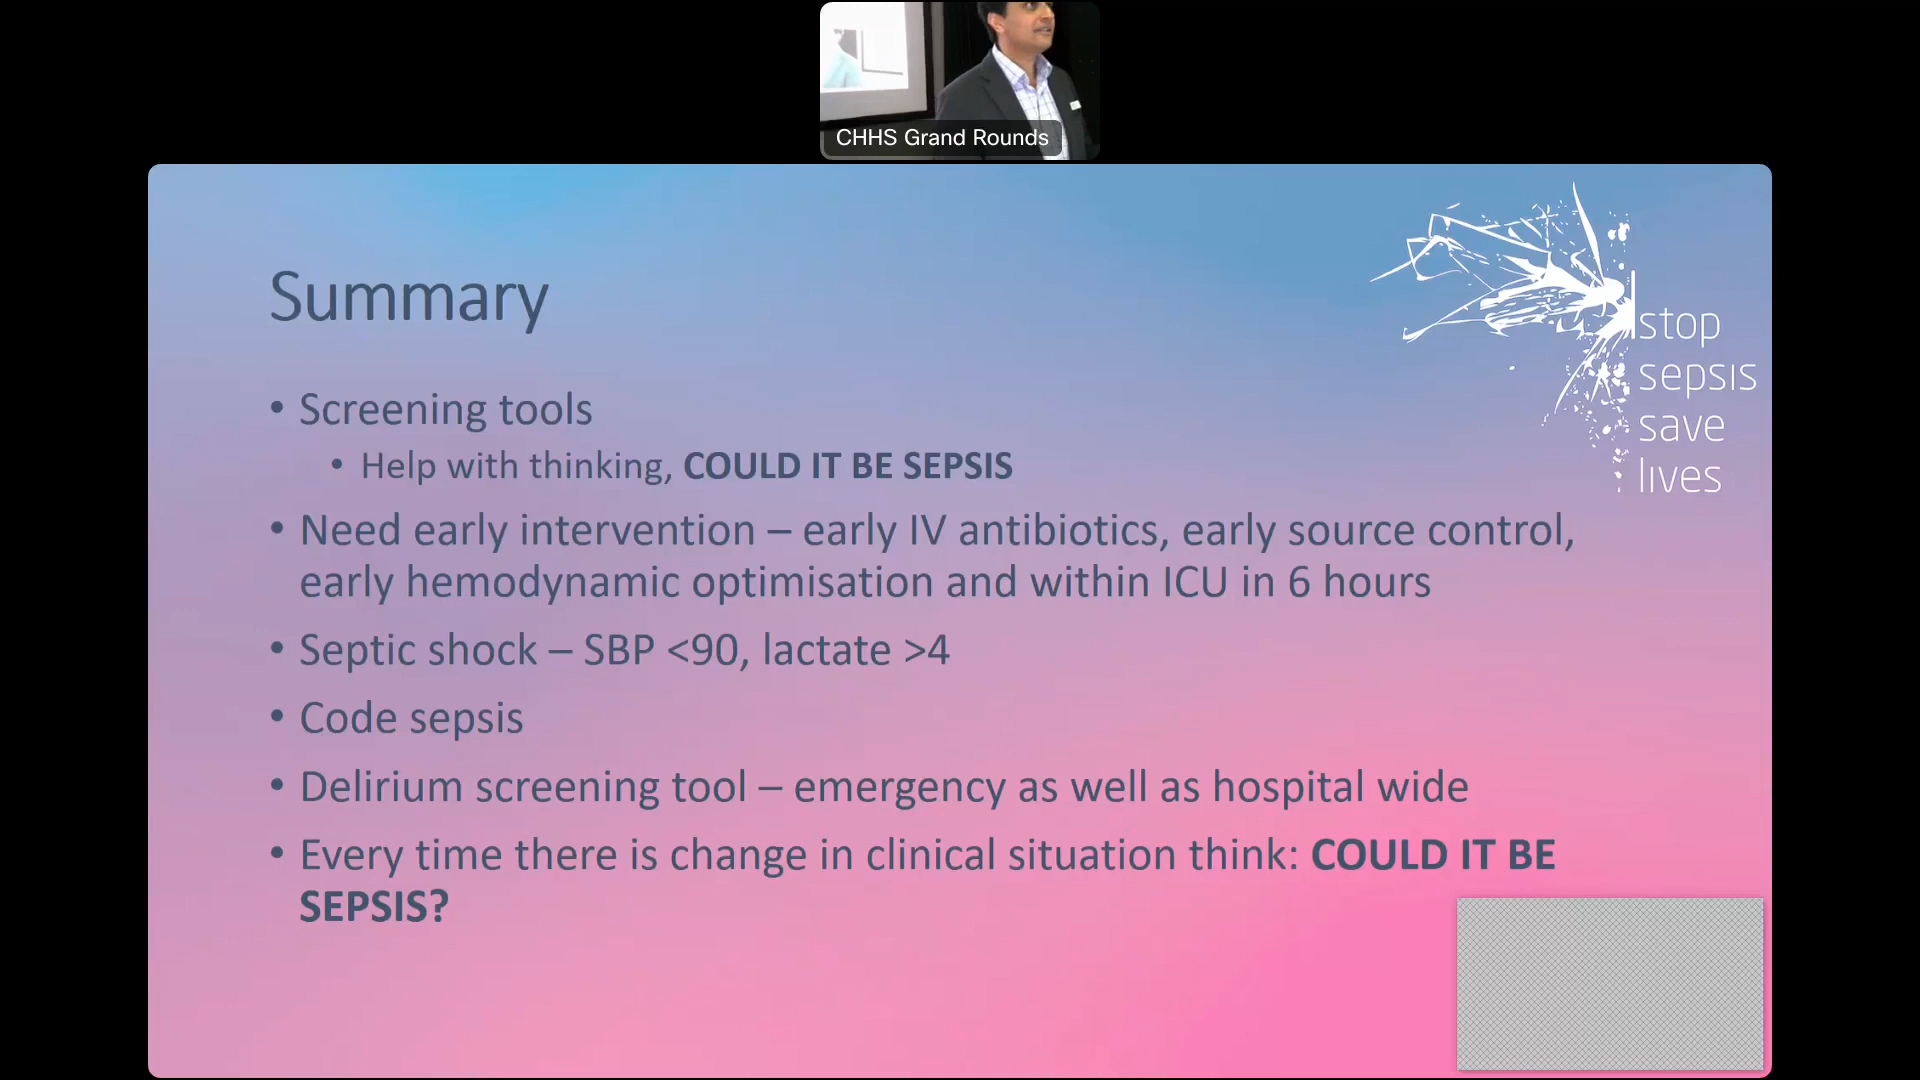 CHHS Grand Rounds
Summary
stop
sepsis
save
lives
• Screening tools
• Help with thinking, COULD IT BE SEPSIS
• Need early intervention – early IV antibiotics, early source control,
early hemodynamic optimisation and within ICU in 6 hours
• Septic shock – SBP <90, lactate >4
• Code sepsis
• Delirium screening tool – emergency as well as hospital wide
• Every time there is change in clinical situation think: COULD IT BE
SEPSIS?